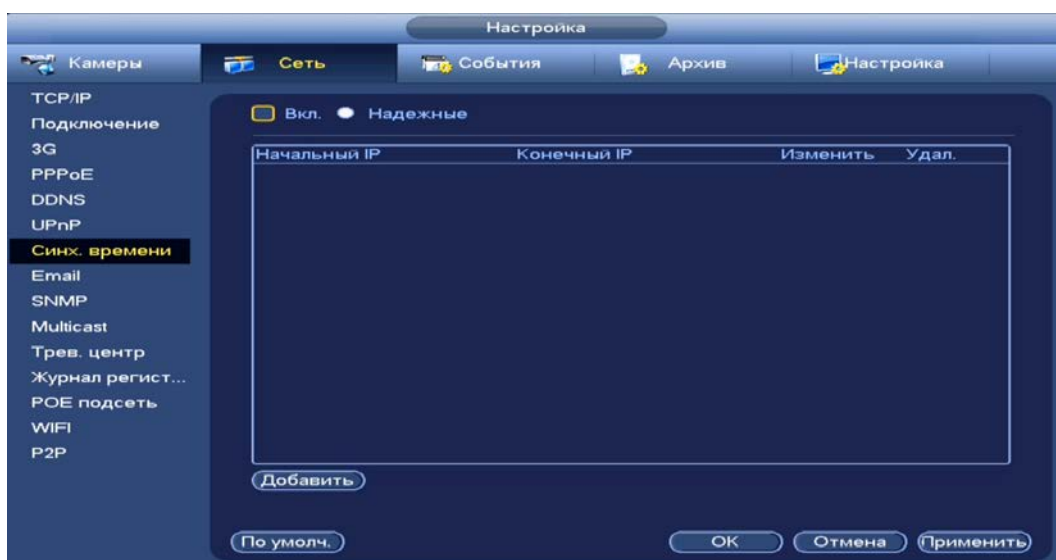 Настройка
Камеры Сеть События Архив Настройка
TCP/IP
Подключение
3G
PPPoE
DDNS
UPnP
Синх. времени
Email
SNMP
Multicast
Трев. центр
Журнал регист...
POE подсеть
WIFI
P2P
Вкл. Надежные
Начальный IP Конечный IP Изменить Удал.
Добавить
По умолч. OK Отмена Применить